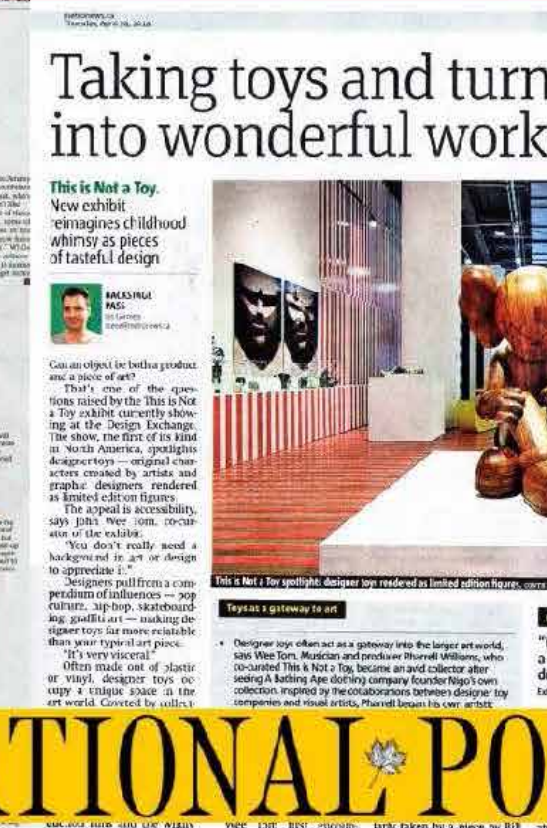 metronews.ca
Taking toys and turn
into wonderful work
This is Not a Toy.
New exhibit
reimagines childhood
whimsy as pieces
of tasteful design
BACKSTAGE
PASS
Can an object be both a product
and a piece of art?
That's one of the ques-
tions raised by the This is Not
a Toy exhibit currently show-
ing at the Design Exchange.
The show, the first of its kind
in North America, spotlights
designer toys — original char-
acters created by artists and
graphic designers rendered
as limited edition figures.
The appeal is accessibility,
says John Wee Tom, co-cur-
ator of the exhibit.
"You don't really need a
background in art or design
to appreciate it."
Designers pull from a com-
pendium of influences — pop
culture, hip-hop, skateboard-
ing, graffiti art — making de-
signer toys far more relatable
than your typical art piece.
"It's very visceral."
Often made out of plastic
or vinyl, designer toys oc-
cupy a unique space in the
art world. Coveted by collect-
This is Not a Toy spotlights designer toys rendered as limited edition figures.
Toys as a gateway to art
• Designer toys often act as a gateway into the larger art world,
says Wee Tom. Musician and producer Pharrell Williams, who
co-curated This is Not a Toy, became an avid collector after
seeing A Bathing Ape clothing company founder Nigo's own
collection. Inspired by the collaborations between designer toy
companies and visual artists, Pharrell began his own artistic
TIONAL PO